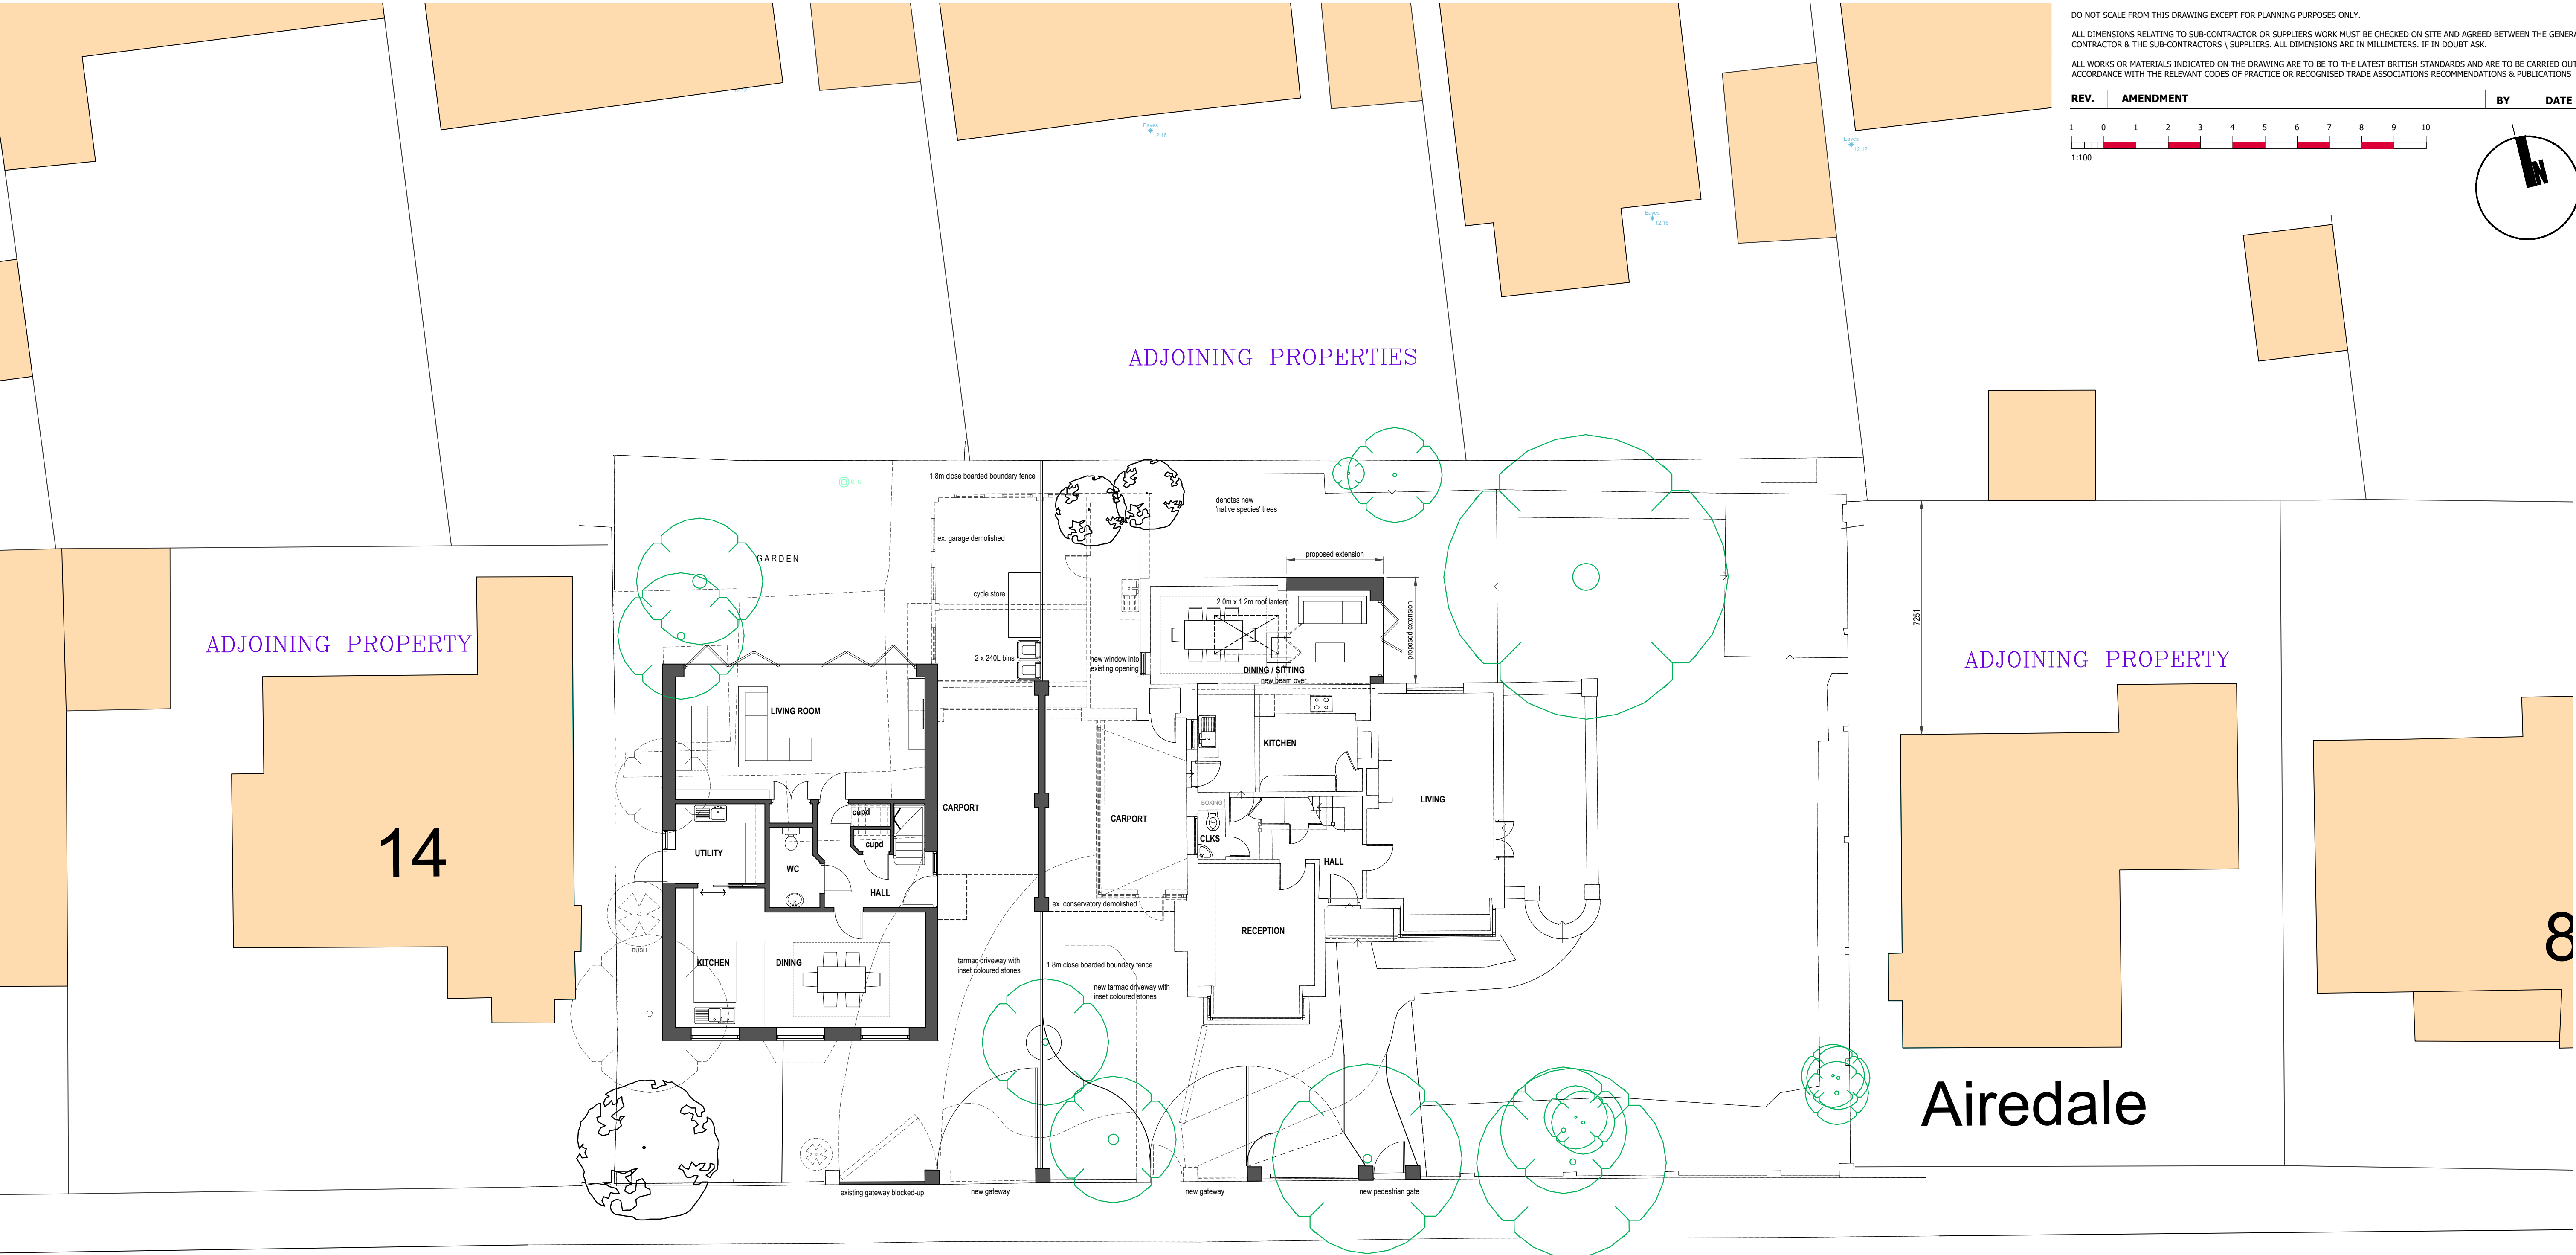 DO NOT SCALE FROM THIS DRAWING EXCEPT FOR PLANNING PURPOSES ONLY.
ALL DIMENSIONS RELATING TO SUB-CONTRACTOR OR SUPPLIERS WORK MUST BE CHECKED ON SITE AND AGREED BETWEEN THE GENERA
CONTRACTOR & THE SUB-CONTRACTORS \ SUPPLIERS. ALL DIMENSIONS ARE IN MILLIMETERS. IF IN DOUBT ASK.
ALL WORKS OR MATERIALS INDICATED ON THE DRAWING ARE TO BE TO THE LATEST BRITISH STANDARDS AND ARE TO BE CARRIED OUT
ACCORDANCE WITH THE RELEVANT CODES OF PRACTICE OR RECOGNISED TRADE ASSOCIATIONS RECOMMENDATIONS & PUBLICATIONS
REV. AMENDMENT BY DATE
1 0 1 2 3 4 5 6 7 8 9 10
1:100
N
Eaves
12.16
Eaves
12.12
Eaves
12.16
ADJOINING PROPERTIES
1.8m close boarded boundary fence
denotes new
'native species' trees
ex. garage demolished
GARDEN
proposed extension
cycle store
2.0m x 1.2m roof lantern
proposed extension
7251
ADJOINING PROPERTY
2 x 240L bins
new window into
existing opening
DINING / SITTING
new beam over
ADJOINING PROPERTY
LIVING ROOM
KITCHEN
LIVING
CARPORT
CARPORT
BOXING
cupd
cupd
CLKS
14
UTILITY
WC
HALL
HALL
ex. conservatory demolished
RECEPTION
8
BUSH
KITCHEN
DINING
tarmac driveway with
inset coloured stones
1.8m close boarded boundary fence
new tarmac driveway with
inset coloured stones
Airedale
existing gateway blocked-up
new gateway
new gateway
new pedestrian gate